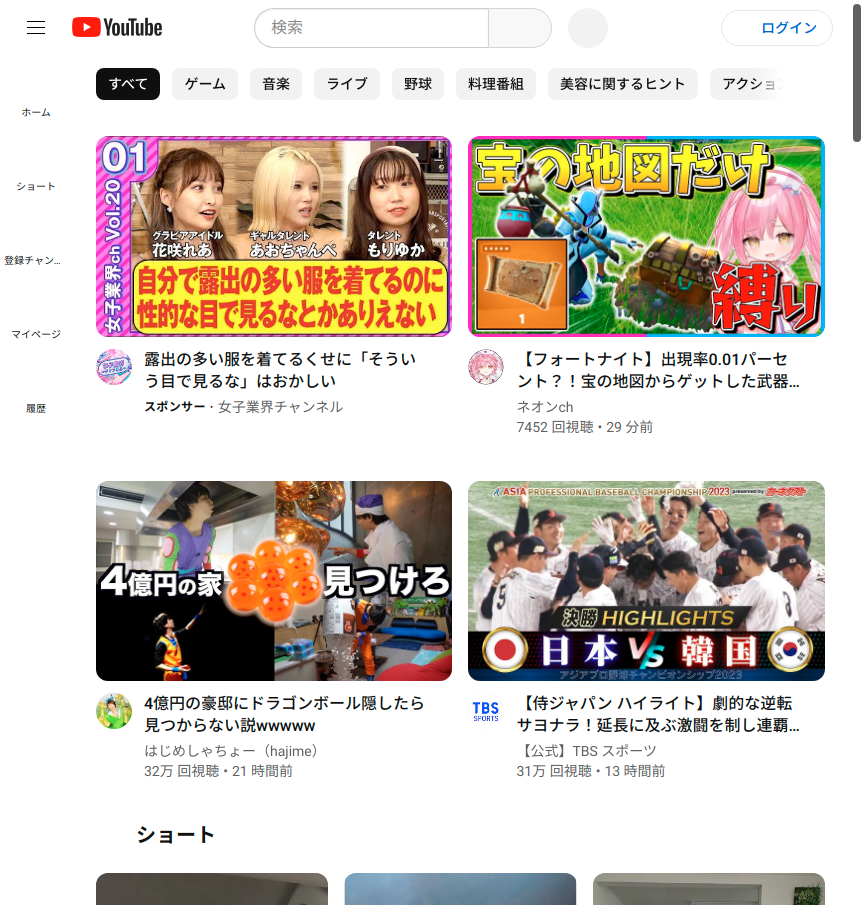 YouTube
検索
ログイン
すべて
ゲーム
音楽
ライブ
野球
料理番組
美容に関するヒント
アクション
ホーム
ショート
登録チャン...
マイページ
履歴
01
女子業界ch Vol.20
グラビアアイドル
花咲れあ
ギャルタレント
あおちゃんぺ
タレント
もりゆか
自分で露出の多い服を着てるのに
性的な目で見るなとかありえない
宝の地図だけ
1
縛り
露出の多い服を着てるくせに「そうい
う目で見るな」はおかしい
スポンサー · 女子業界チャンネル
【フォートナイト】出現率0.01パーセ
ント？！宝の地図からゲットした武器...
ネオンch
7452 回視聴 • 29 分前
4億円の家
見つけろ
ASIA PROFESSIONAL BASEBALL CHAMPIONSHIP 2023 presented by
決勝 HIGHLIGHTS
日本 VS 韓国
アジアプロ野球チャンピオンシップ2023
4億円の豪邸にドラゴンボール隠したら
見つからない説wwwww
はじめしゃちょー（hajime）
32万 回視聴 • 21 時間前
TBS
SPORTS
【侍ジャパン ハイライト】劇的な逆転
サヨナラ！延長に及ぶ激闘を制し連覇...
【公式】TBS スポーツ
31万 回視聴 • 13 時間前
ショート